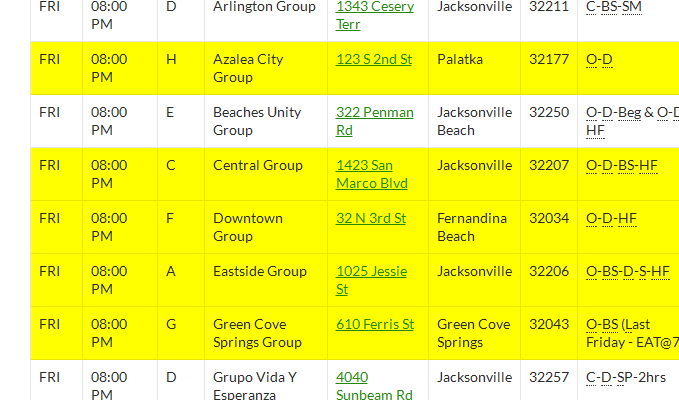 FRI 08:00 D Arlington Group 1343 Cesery Jacksonville 32211 C-BS-SM
PM Terr
FRI 08:00 H Azalea City 123 S 2nd St Palatka 32177 O-D
PM Group
FRI 08:00 E Beaches Unity 322 Penman Jacksonville 32250 O-D-Beg & O-D
PM Group Rd Beach HF
FRI 08:00 C Central Group 1423 San Jacksonville 32207 O-D-BS-HF
PM Marco Blvd
FRI 08:00 F Downtown 32 N 3rd St Fernandina 32034 O-D-HF
PM Group Beach
FRI 08:00 A Eastside Group 1025 Jessie Jacksonville 32206 O-BS-D-S-HF
PM St
FRI 08:00 G Green Cove 610 Ferris St Green Cove 32043 O-BS (Last
PM Springs Group Springs Friday - EAT@7
FRI 08:00 D Grupo Vida Y 4040 Jacksonville 32257 C-D-SP-2hrs
PM Esperanza Sunbeam Rd